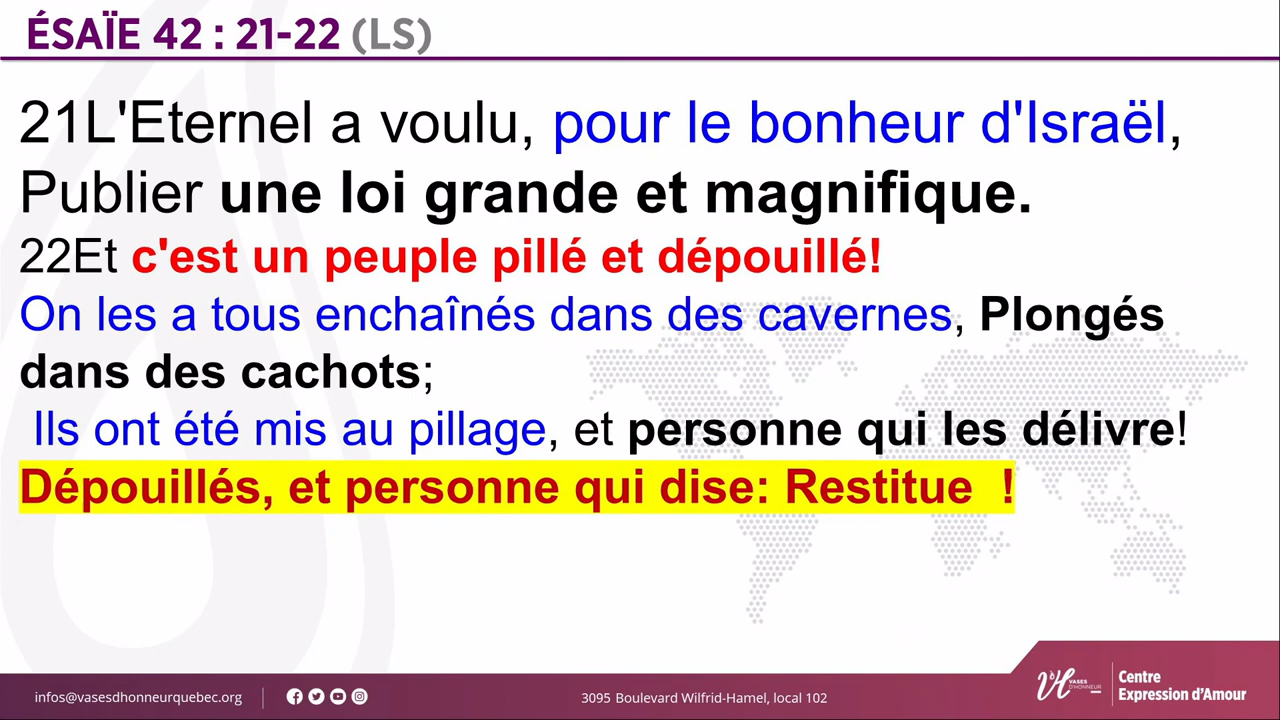 ÉSAÏE 42 : 21-22 (LS)
21L'Eternel a voulu, pour le bonheur d'Israël,
Publier une loi grande et magnifique.
22Et c'est un peuple pillé et dépouillé!
On les a tous enchaînés dans des cavernes, Plongés
dans des cachots;
Ils ont été mis au pillage, et personne qui les délivre!
Dépouillés, et personne qui dise: Restitue !
infos@vasesdhonneurquebec.org
3095 Boulevard Wilfrid-Hamel, local 102
VASES
D'HONNEUR
Centre
Expression d'Amour